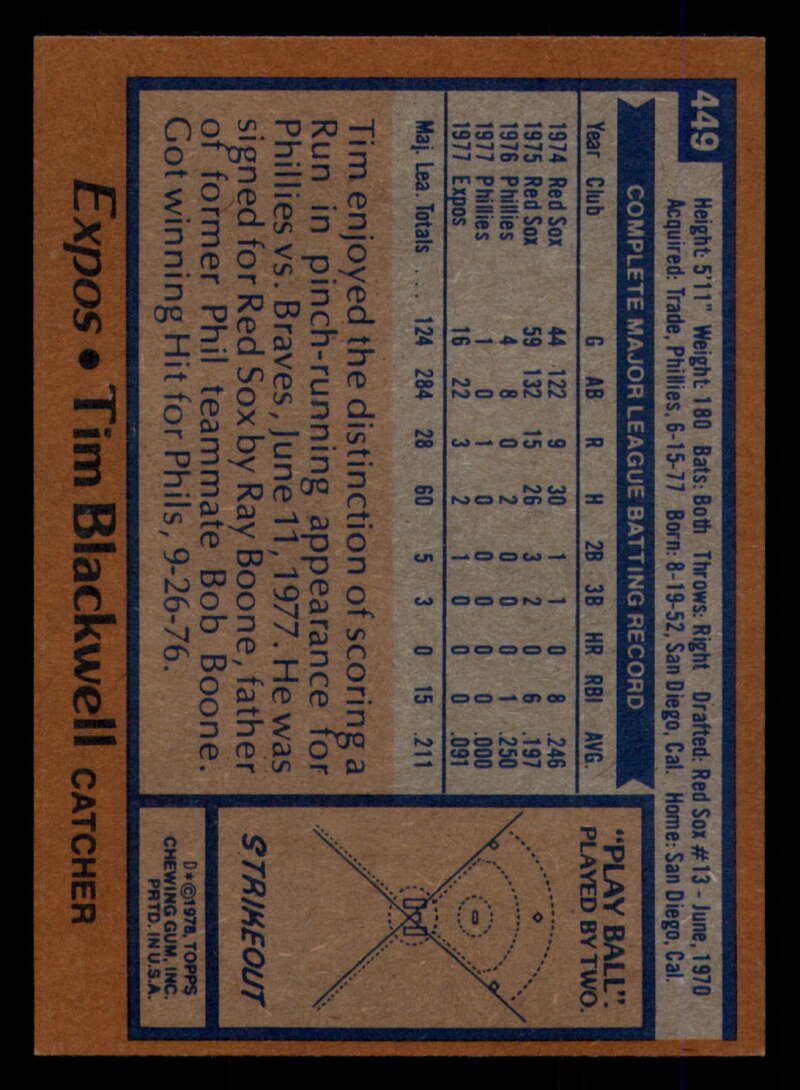 449
Height: 5'11" Weight: 180 Bats: Both Throws: Right Drafted: Red Sox #13 - June, 1970
Acquired: Trade, Phillies, 6-15-77 Born: 8-19-52, San Diego, Cal. Home: San Diego, Cal.
COMPLETE MAJOR LEAGUE BATTING RECORD
Year Club G AB R H 2B 3B HR RBI AVG.
1974 Red Sox 44 122 9 30 1 1 0 8 .246
1975 Red Sox 59 132 15 26 3 2 0 6 .197
1976 Phillies 4 8 0 2 0 0 0 1 .250
1977 Phillies 1 0 1 0 0 0 0 0 .000
1977 Expos 16 22 3 2 1 0 0 0 .091
Maj. Lea. Totals .... 124 284 28 60 5 3 0 15 .211
Tim enjoyed the distinction of scoring a
Run in pinch-running appearance for
Phillies vs. Braves, June 11, 1977. He was
signed for Red Sox by Ray Boone, father
of former Phil teammate Bob Boone.
Got winning Hit for Phils, 9-26-76.
"PLAY BALL":
PLAYED BY TWO.
STRIKEOUT
D*©1978 TOPPS
CHEWING GUM, INC.
PRTD. IN U.S.A.
Expos • Tim Blackwell CATCHER